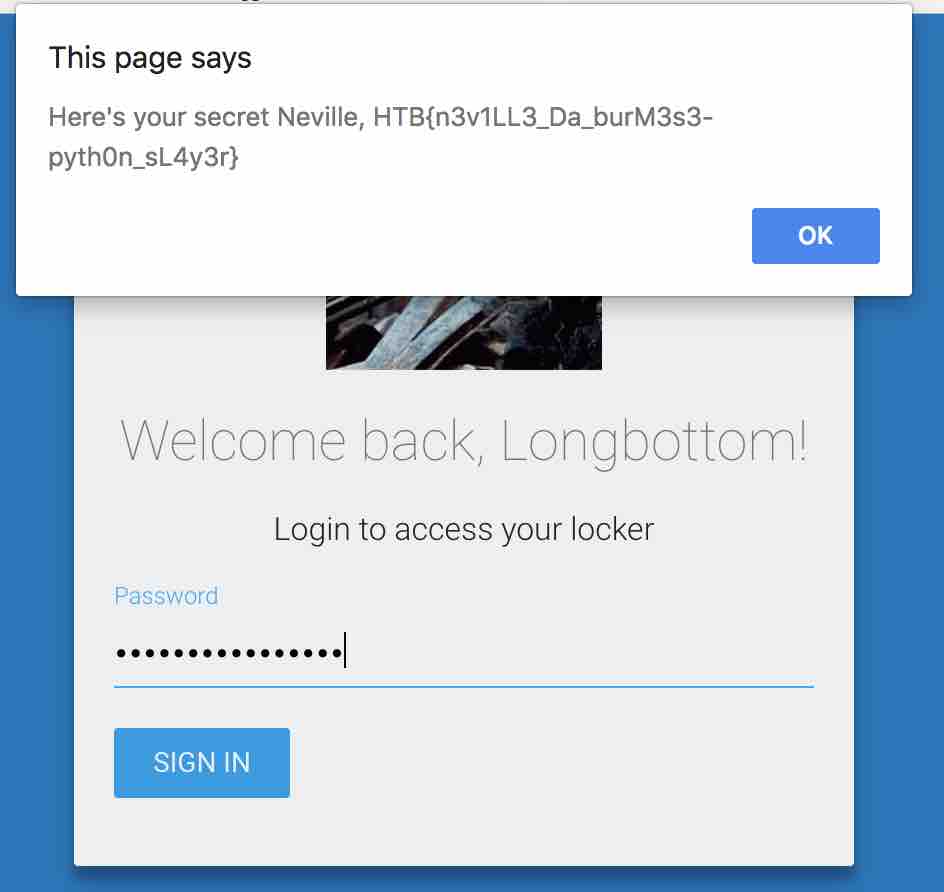 This page says
Here's your secret Neville, HTB{n3v1LL3_Da_burM3s3-
pyth0n_sL4y3r}
OK
Welcome back, Longbottom!
Login to access your locker
Password
SIGN IN